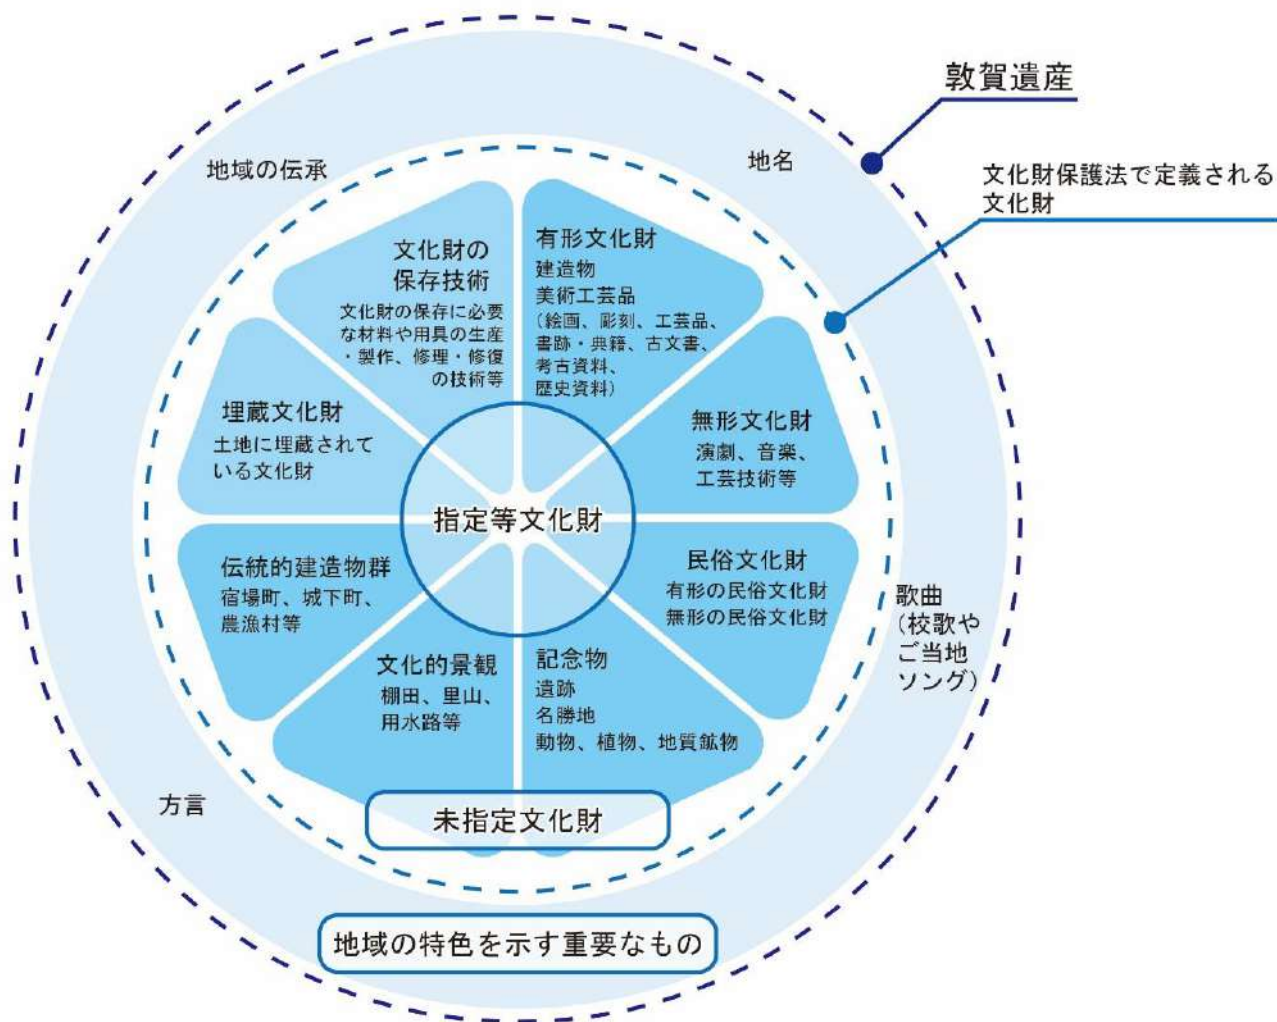 敦賀遺産
地域の伝承
地名
文化財保護法で定義される
文化財
文化財の
保存技術
文化財の保存に必要
な材料や用具の生産
・製作、修理・修復
の技術等
有形文化財
建造物
美術工芸品
(絵画、彫刻、工芸品、
書跡・典籍、古文書、
考古資料、
歴史資料)
埋蔵文化財
土地に埋蔵されて
いる文化財
無形文化財
演劇、音楽、
工芸技術等
指定等文化財
伝統的建造物群
宿場町、城下町、
農漁村等
民俗文化財
有形の民俗文化財
無形の民俗文化財
歌曲
(校歌や
ご当地
ソング)
文化的景観
棚田、里山、
用水路等
記念物
遺跡
名勝地
動物、植物、地質鉱物
方言
未指定文化財
地域の特色を示す重要なもの